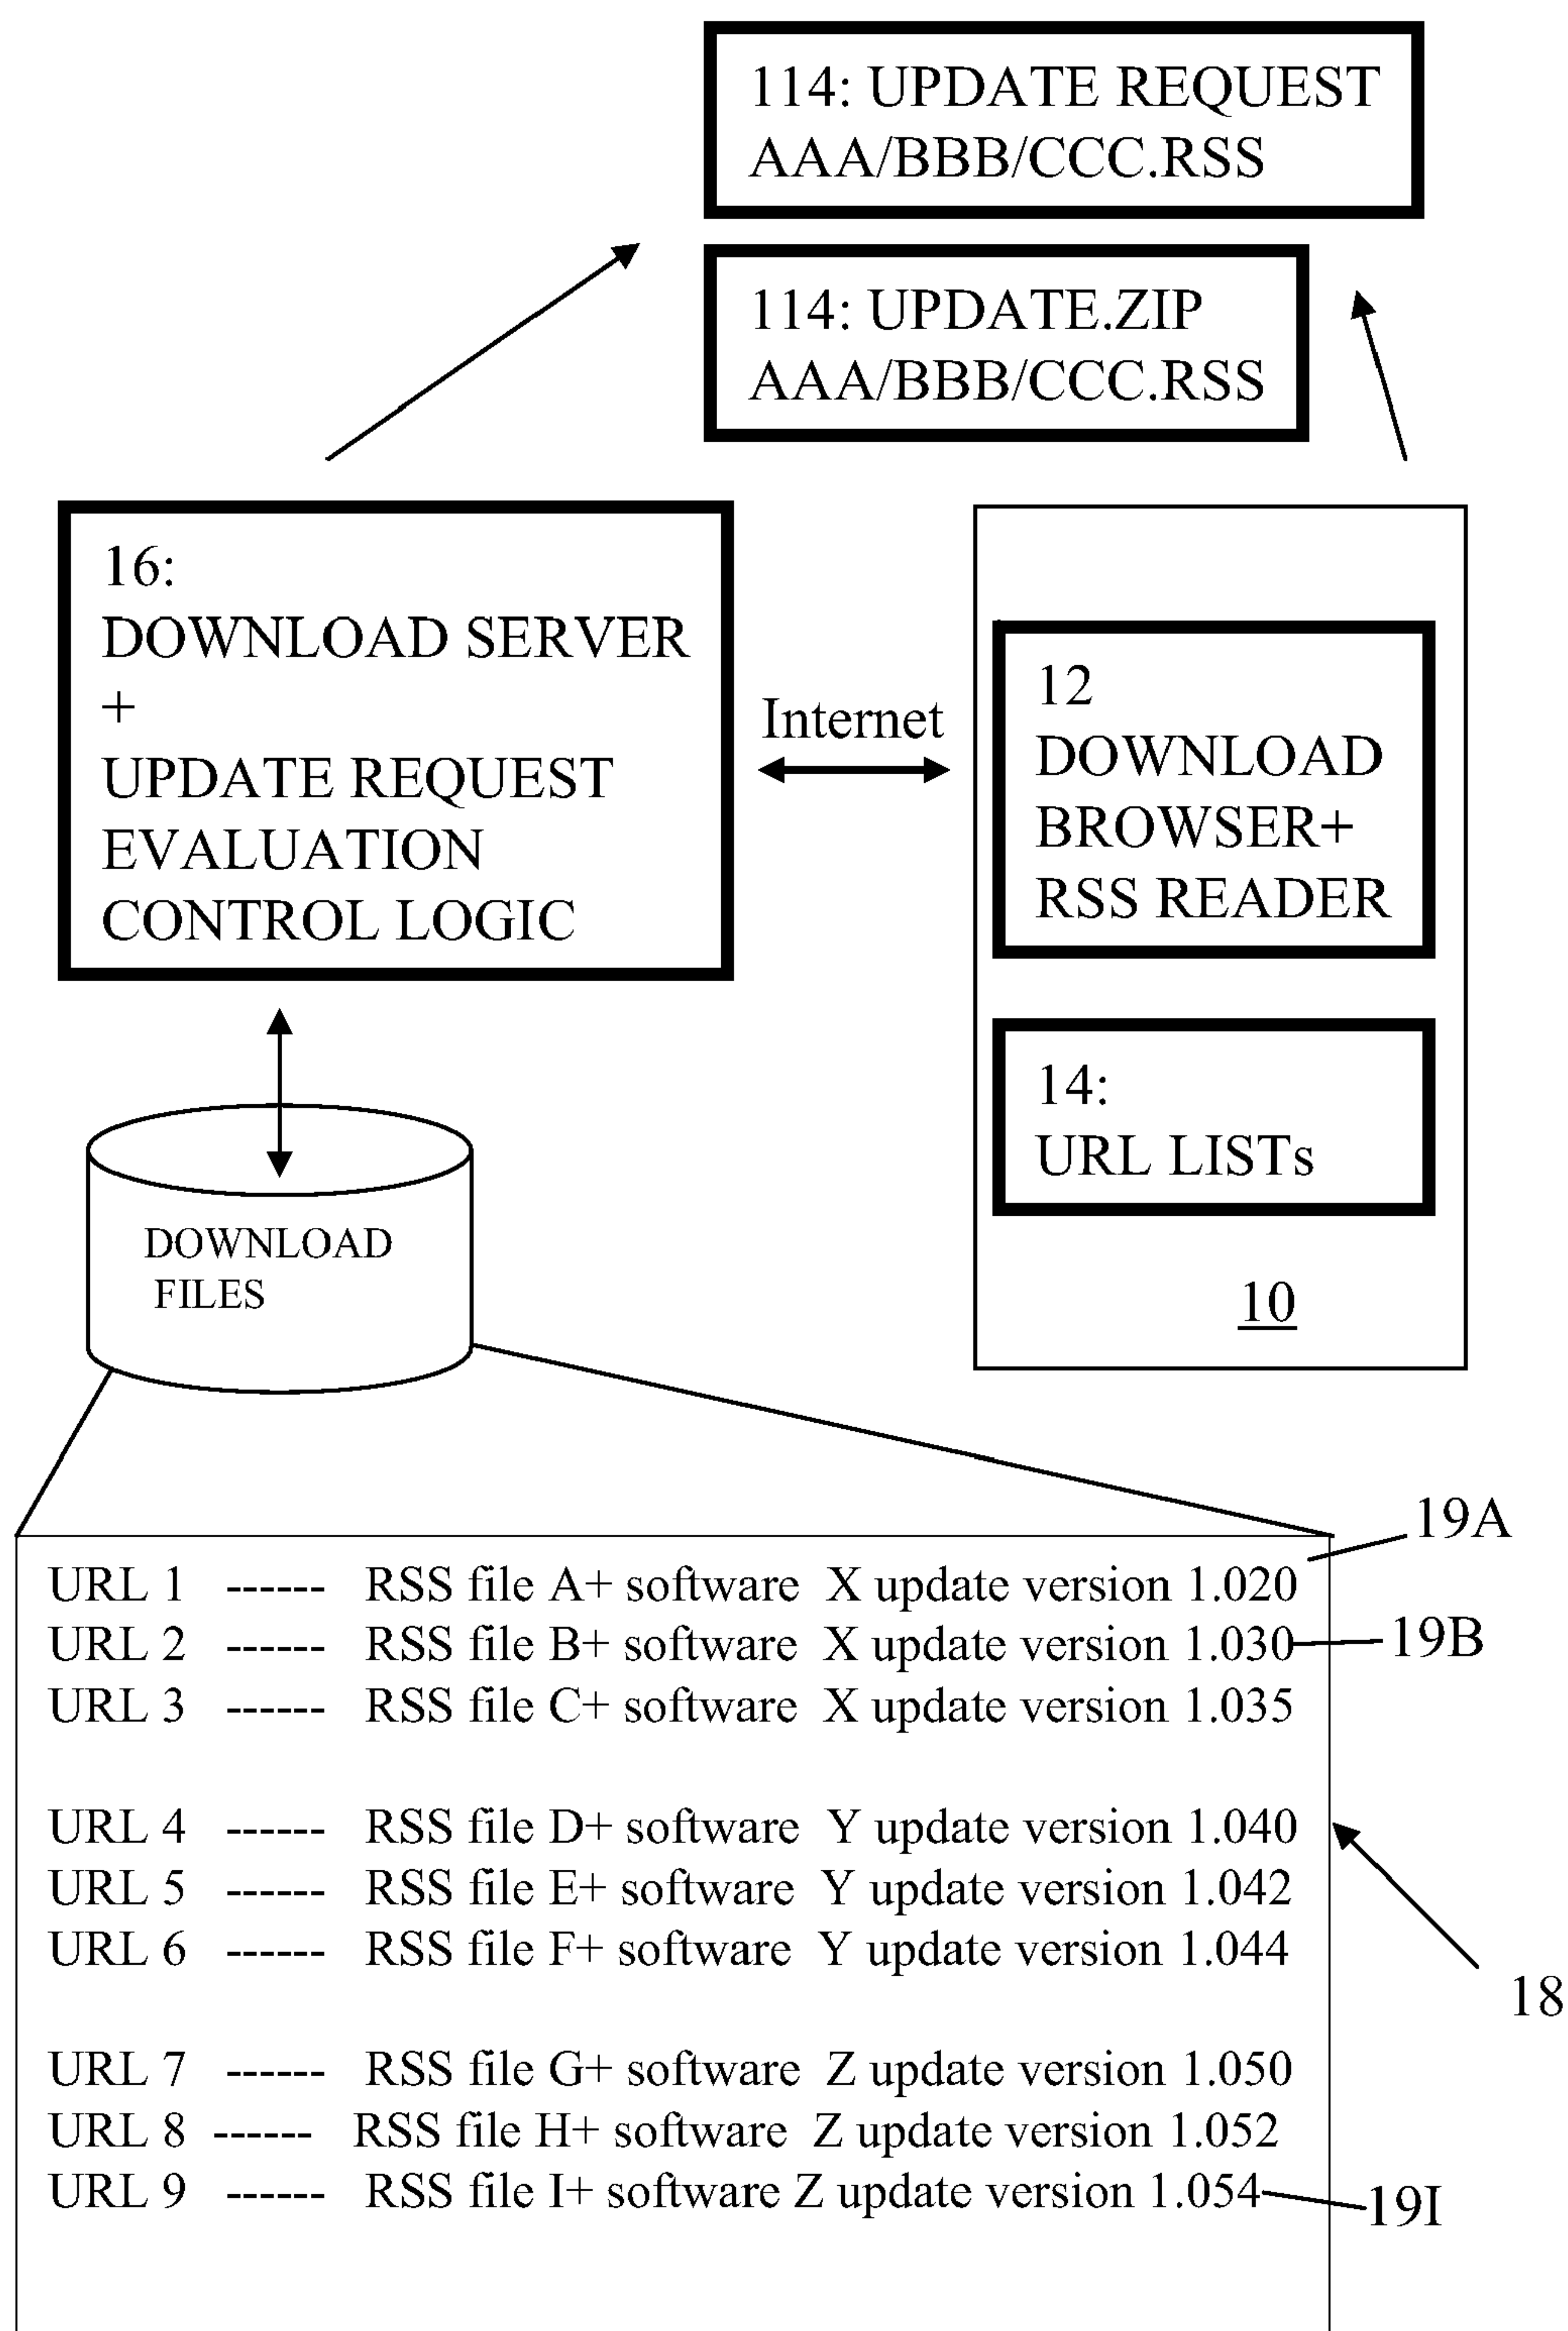 114: UPDATE REQUEST
AAA/BBB/CCC.RSS
114: UPDATE.ZIP
AAA/BBB/CCC.RSS
16:
DOWNLOAD SERVER
+
UPDATE REQUEST
EVALUATION
CONTROL LOGIC
Internet
12
DOWNLOAD
BROWSER+
RSS READER
14:
URL LISTs
10
DOWNLOAD
FILES
19A
URL 1 ------ RSS file A+ software X update version 1.020
URL 2 ------ RSS file B+ software X update version 1.030
19B
URL 3 ------ RSS file C+ software X update version 1.035
URL 4 ------ RSS file D+ software Y update version 1.040
URL 5 ------ RSS file E+ software Y update version 1.042
URL 6 ------ RSS file F+ software Y update version 1.044
18
URL 7 ------ RSS file G+ software Z update version 1.050
URL 8 ------ RSS file H+ software Z update version 1.052
URL 9 ------ RSS file I+ software Z update version 1.054
19I